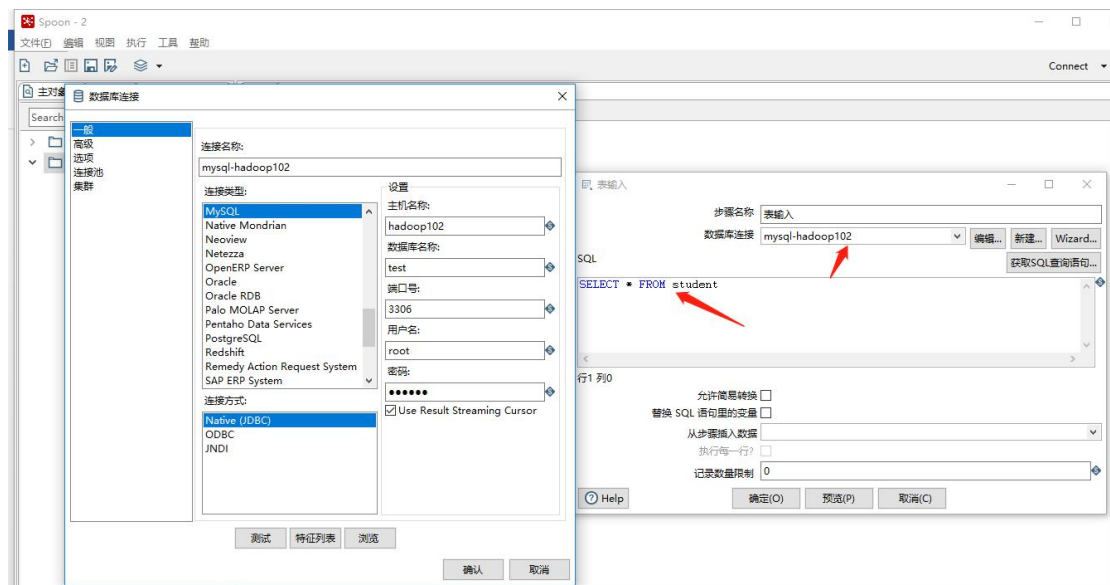 Spoon - 2
文件(F) 编辑 视图 执行 工具 帮助
Connect
主对象
Search
数据库连接
一般
高级
选项
连接池
集群
连接名称:
mysql-hadoop102
连接类型:
MySQL
Native Mondrian
Neoview
Netezza
OpenERP Server
Oracle
Oracle RDB
Palo MOLAP Server
Pentaho Data Services
PostgreSQL
Redshift
Remedy Action Request System
SAP ERP System
连接方式:
Native (JDBC)
ODBC
JNDI
设置
主机名称:
hadoop102
数据库名称:
test
端口号:
3306
用户名:
root
密码:
●●●●●●
Use Result Streaming Cursor
测试 特征列表 浏览
确认 取消
表输入
步骤名称 表输入
数据库连接 mysql-hadoop102 编辑... 新建... Wizard...
SQL 获取SQL查询语句...
SELECT * FROM student
行1 列0
允许简易转换
替换 SQL 语句里的变量
从步骤插入数据
执行每一行?
记录数量限制 0
Help 确定(O) 预览(P) 取消(C)